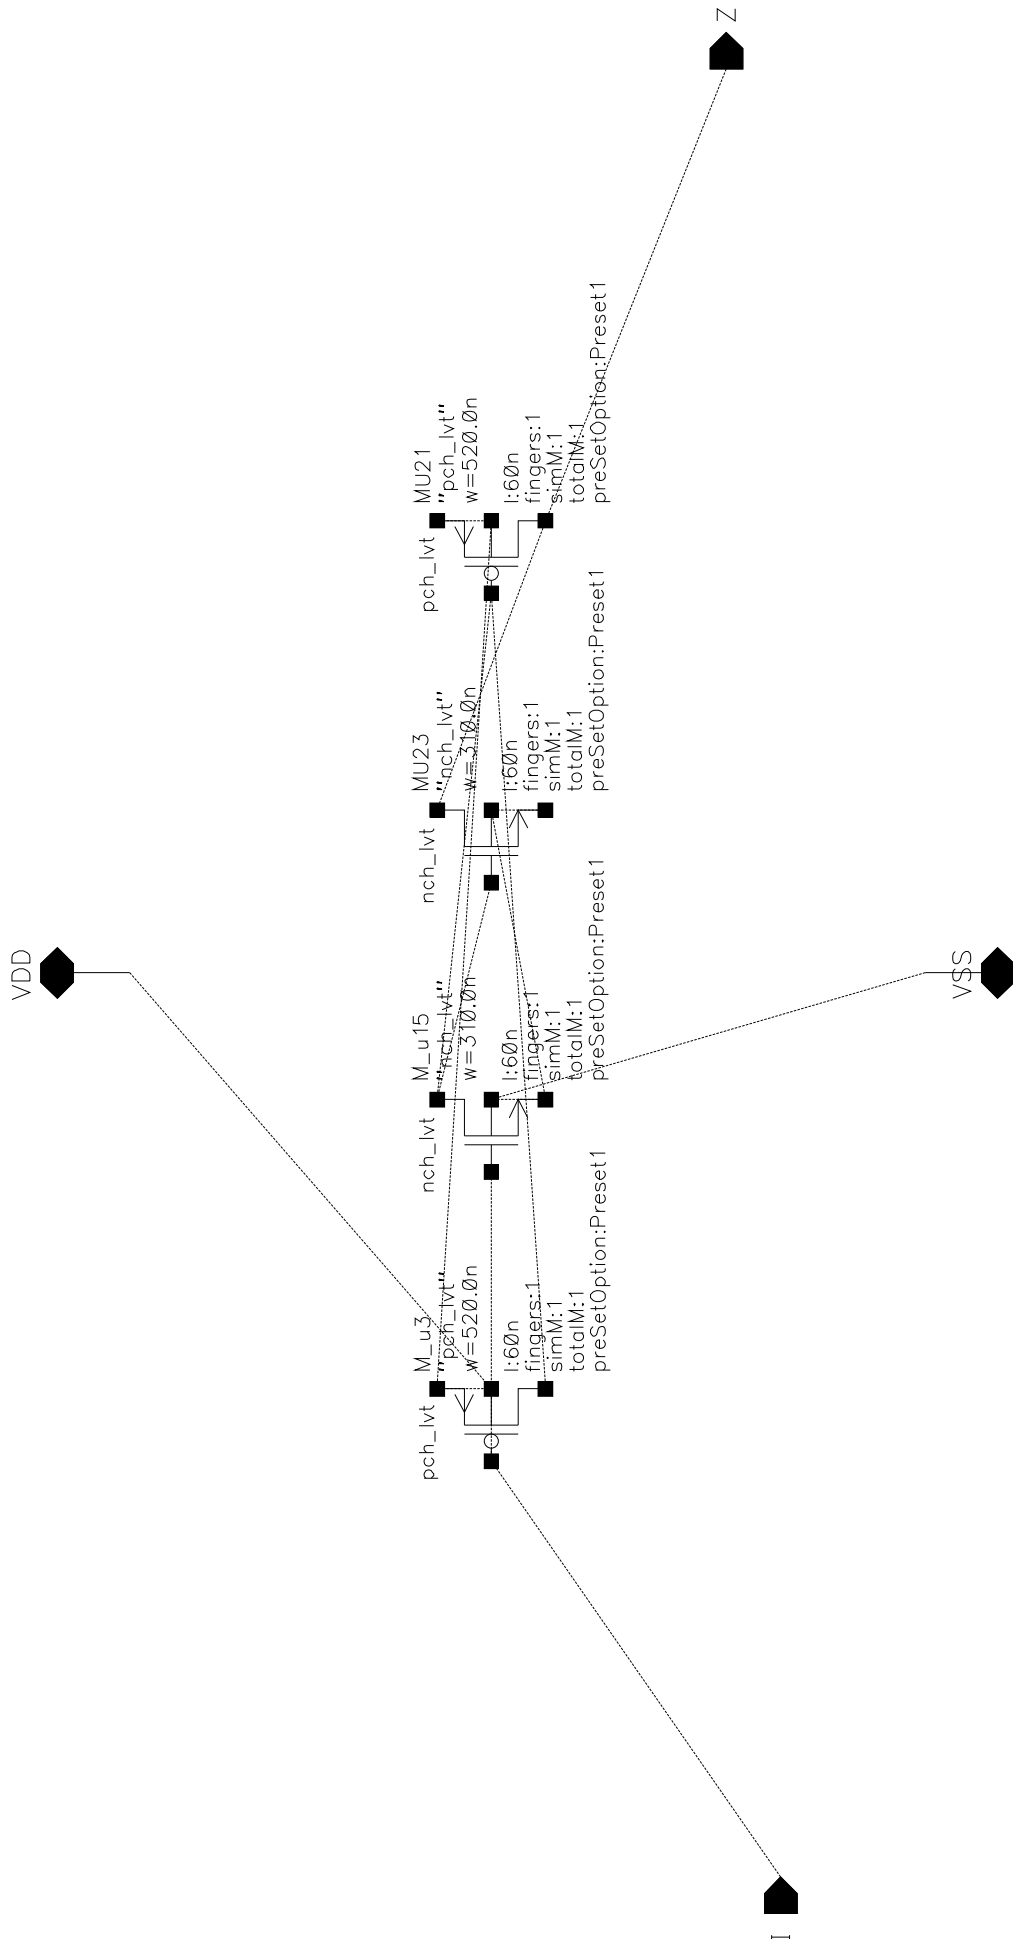 VDD
I
pch_lvt
M_u3
"pch_lvt"
w=520.0n
l:60n
fingers:1
simM:1
totalM:1
preSetOption:Preset1
nch_lvt
M_u15
"nch_lvt"
w=310.0n
l:60n
fingers:1
simM:1
totalM:1
preSetOption:Preset1
nch_lvt
MU23
"nch_lvt"
w=310.0n
l:60n
fingers:1
simM:1
totalM:1
preSetOption:Preset1
pch_lvt
MU21
"pch_lvt"
w=520.0n
l:60n
fingers:1
simM:1
totalM:1
preSetOption:Preset1
Z
VSS